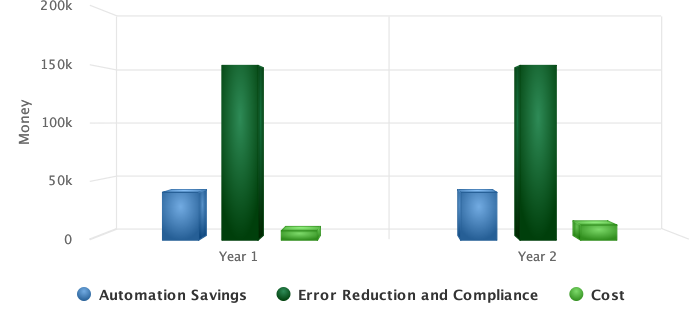 200k
150k
100k
50k
0
Money
Year 1 Year 2
Automation Savings Error Reduction and Compliance Cost